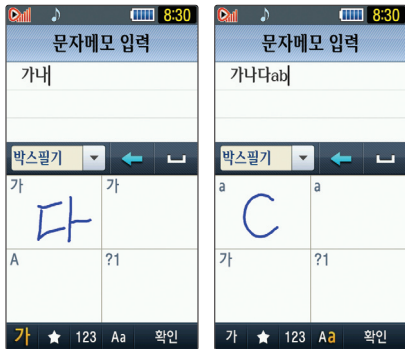 8:30
문자메모 입력
가나
박스필기
가 가
다
A ?1
가 ★ 123 Aa 확인
8:30
문자메모 입력
가나다ab
박스필기
a a
C
가 ?1
가 ★ 123 Aa 확인